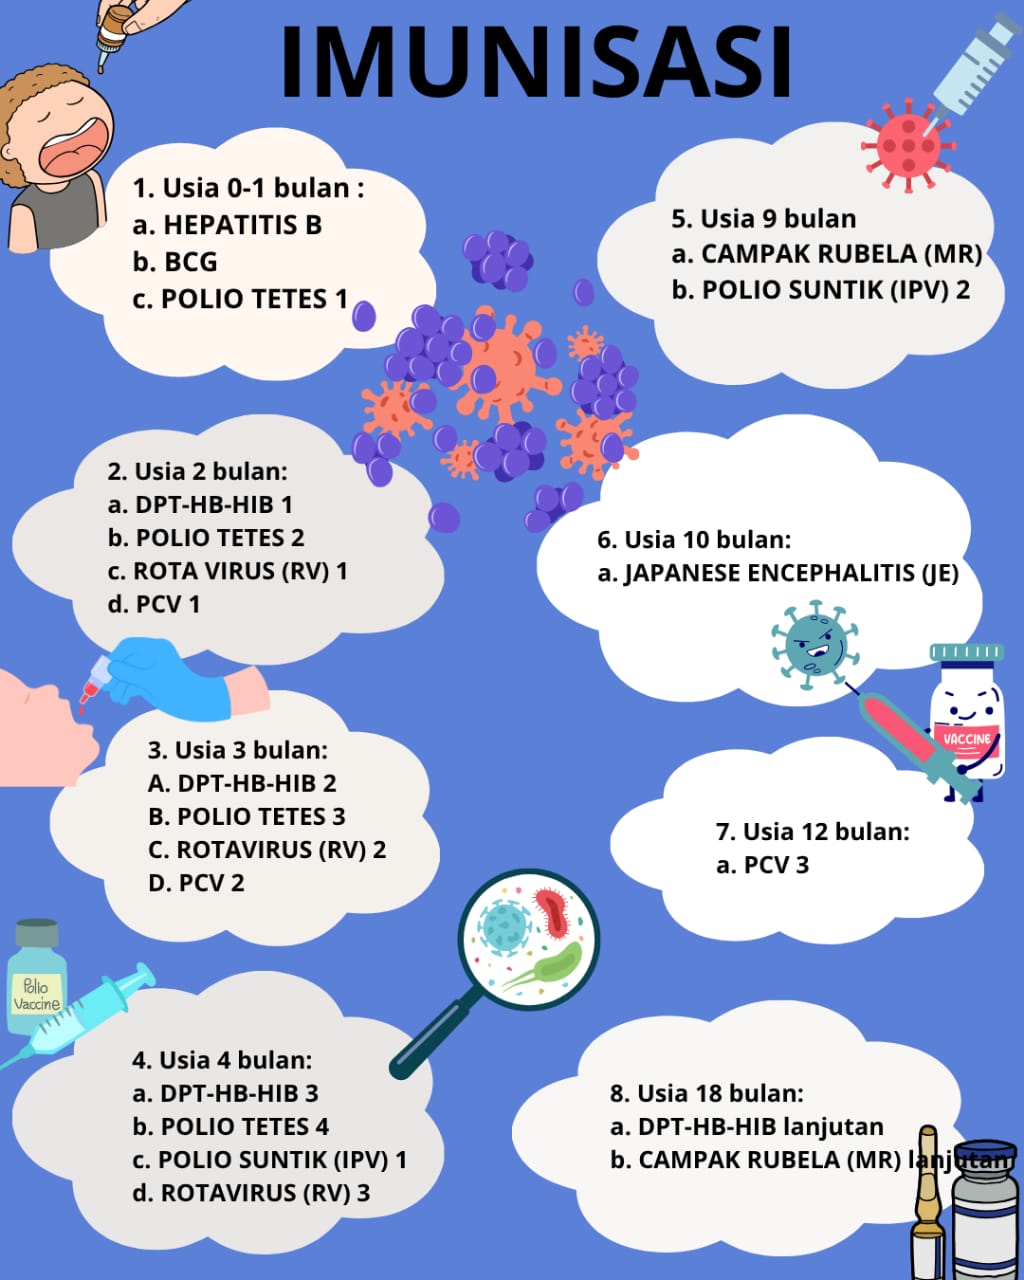 IMUNISASI
1. Usia 0-1 bulan :
a. HEPATITIS B
b. BCG
c. POLIO TETES 1
2. Usia 2 bulan:
a. DPT-HB-HIB 1
b. POLIO TETES 2
c. ROTA VIRUS (RV) 1
d. PCV 1
3. Usia 3 bulan:
A. DPT-HB-HIB 2
B. POLIO TETES 3
C. ROTAVIRUS (RV) 2
D. PCV 2
Polio
Vaccine
4. Usia 4 bulan:
a. DPT-HB-HIB 3
b. POLIO TETES 4
c. POLIO SUNTIK (IPV) 1
d. ROTAVIRUS (RV) 3
5. Usia 9 bulan
a. CAMPAK RUBELA (MR)
b. POLIO SUNTIK (IPV) 2
6. Usia 10 bulan:
a. JAPANESE ENCEPHALITIS (JE)
VACCINE
7. Usia 12 bulan:
a. PCV 3
8. Usia 18 bulan:
a. DPT-HB-HIB lanjutan
b. CAMPAK RUBELA (MR) lanjutan